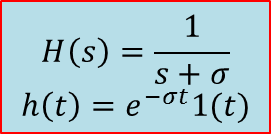 H(s) = 1/(s + σ)
h(t) = e^{−σt}1(t)